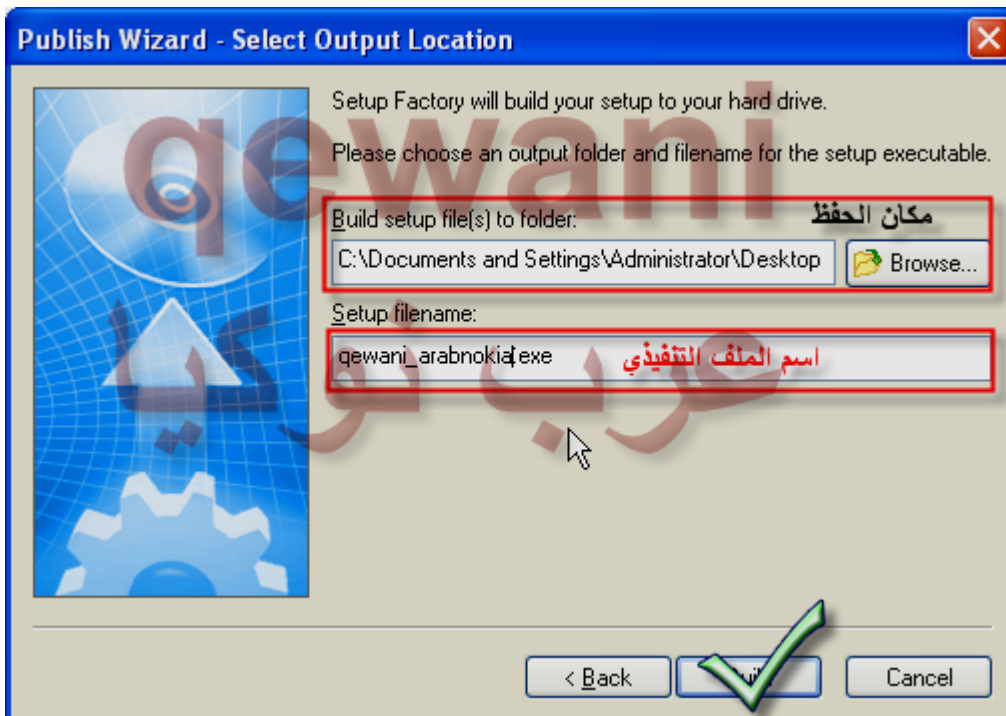 Publish Wizard - Select Output Location
Setup Factory will build your setup to your hard drive.
qewani
Please choose an output folder and filename for the setup executable.
Build setup file(s) to folder: مكان الحفظ
C:\Documents and Settings\Administrator\Desktop Browse...
Setup filename:
qewani_arabnokia.exe اسم الملف التنفيذي
عرب نوكيا
< Back Cancel